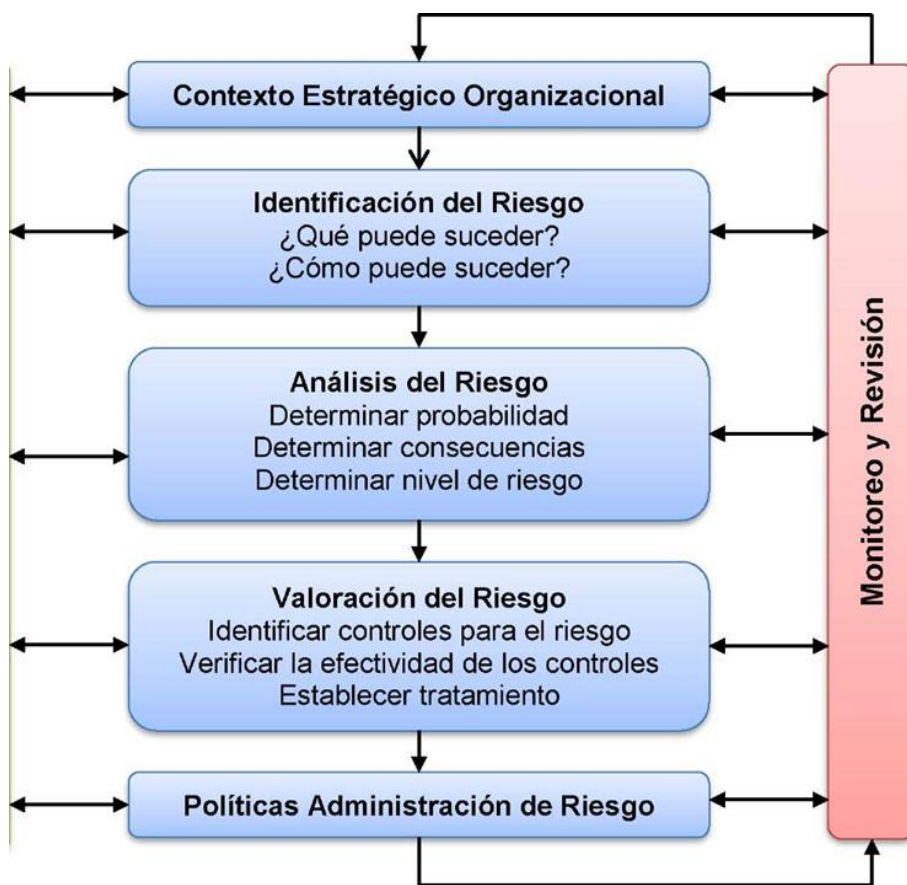 Contexto Estratégico Organizacional
Identificación del Riesgo
¿Qué puede suceder?
¿Cómo puede suceder?
Análisis del Riesgo
Determinar probabilidad
Determinar consecuencias
Determinar nivel de riesgo
Valoración del Riesgo
Identificar controles para el riesgo
Verificar la efectividad de los controles
Establecer tratamiento
Políticas Administración de Riesgo
Monitoreo y Revisión